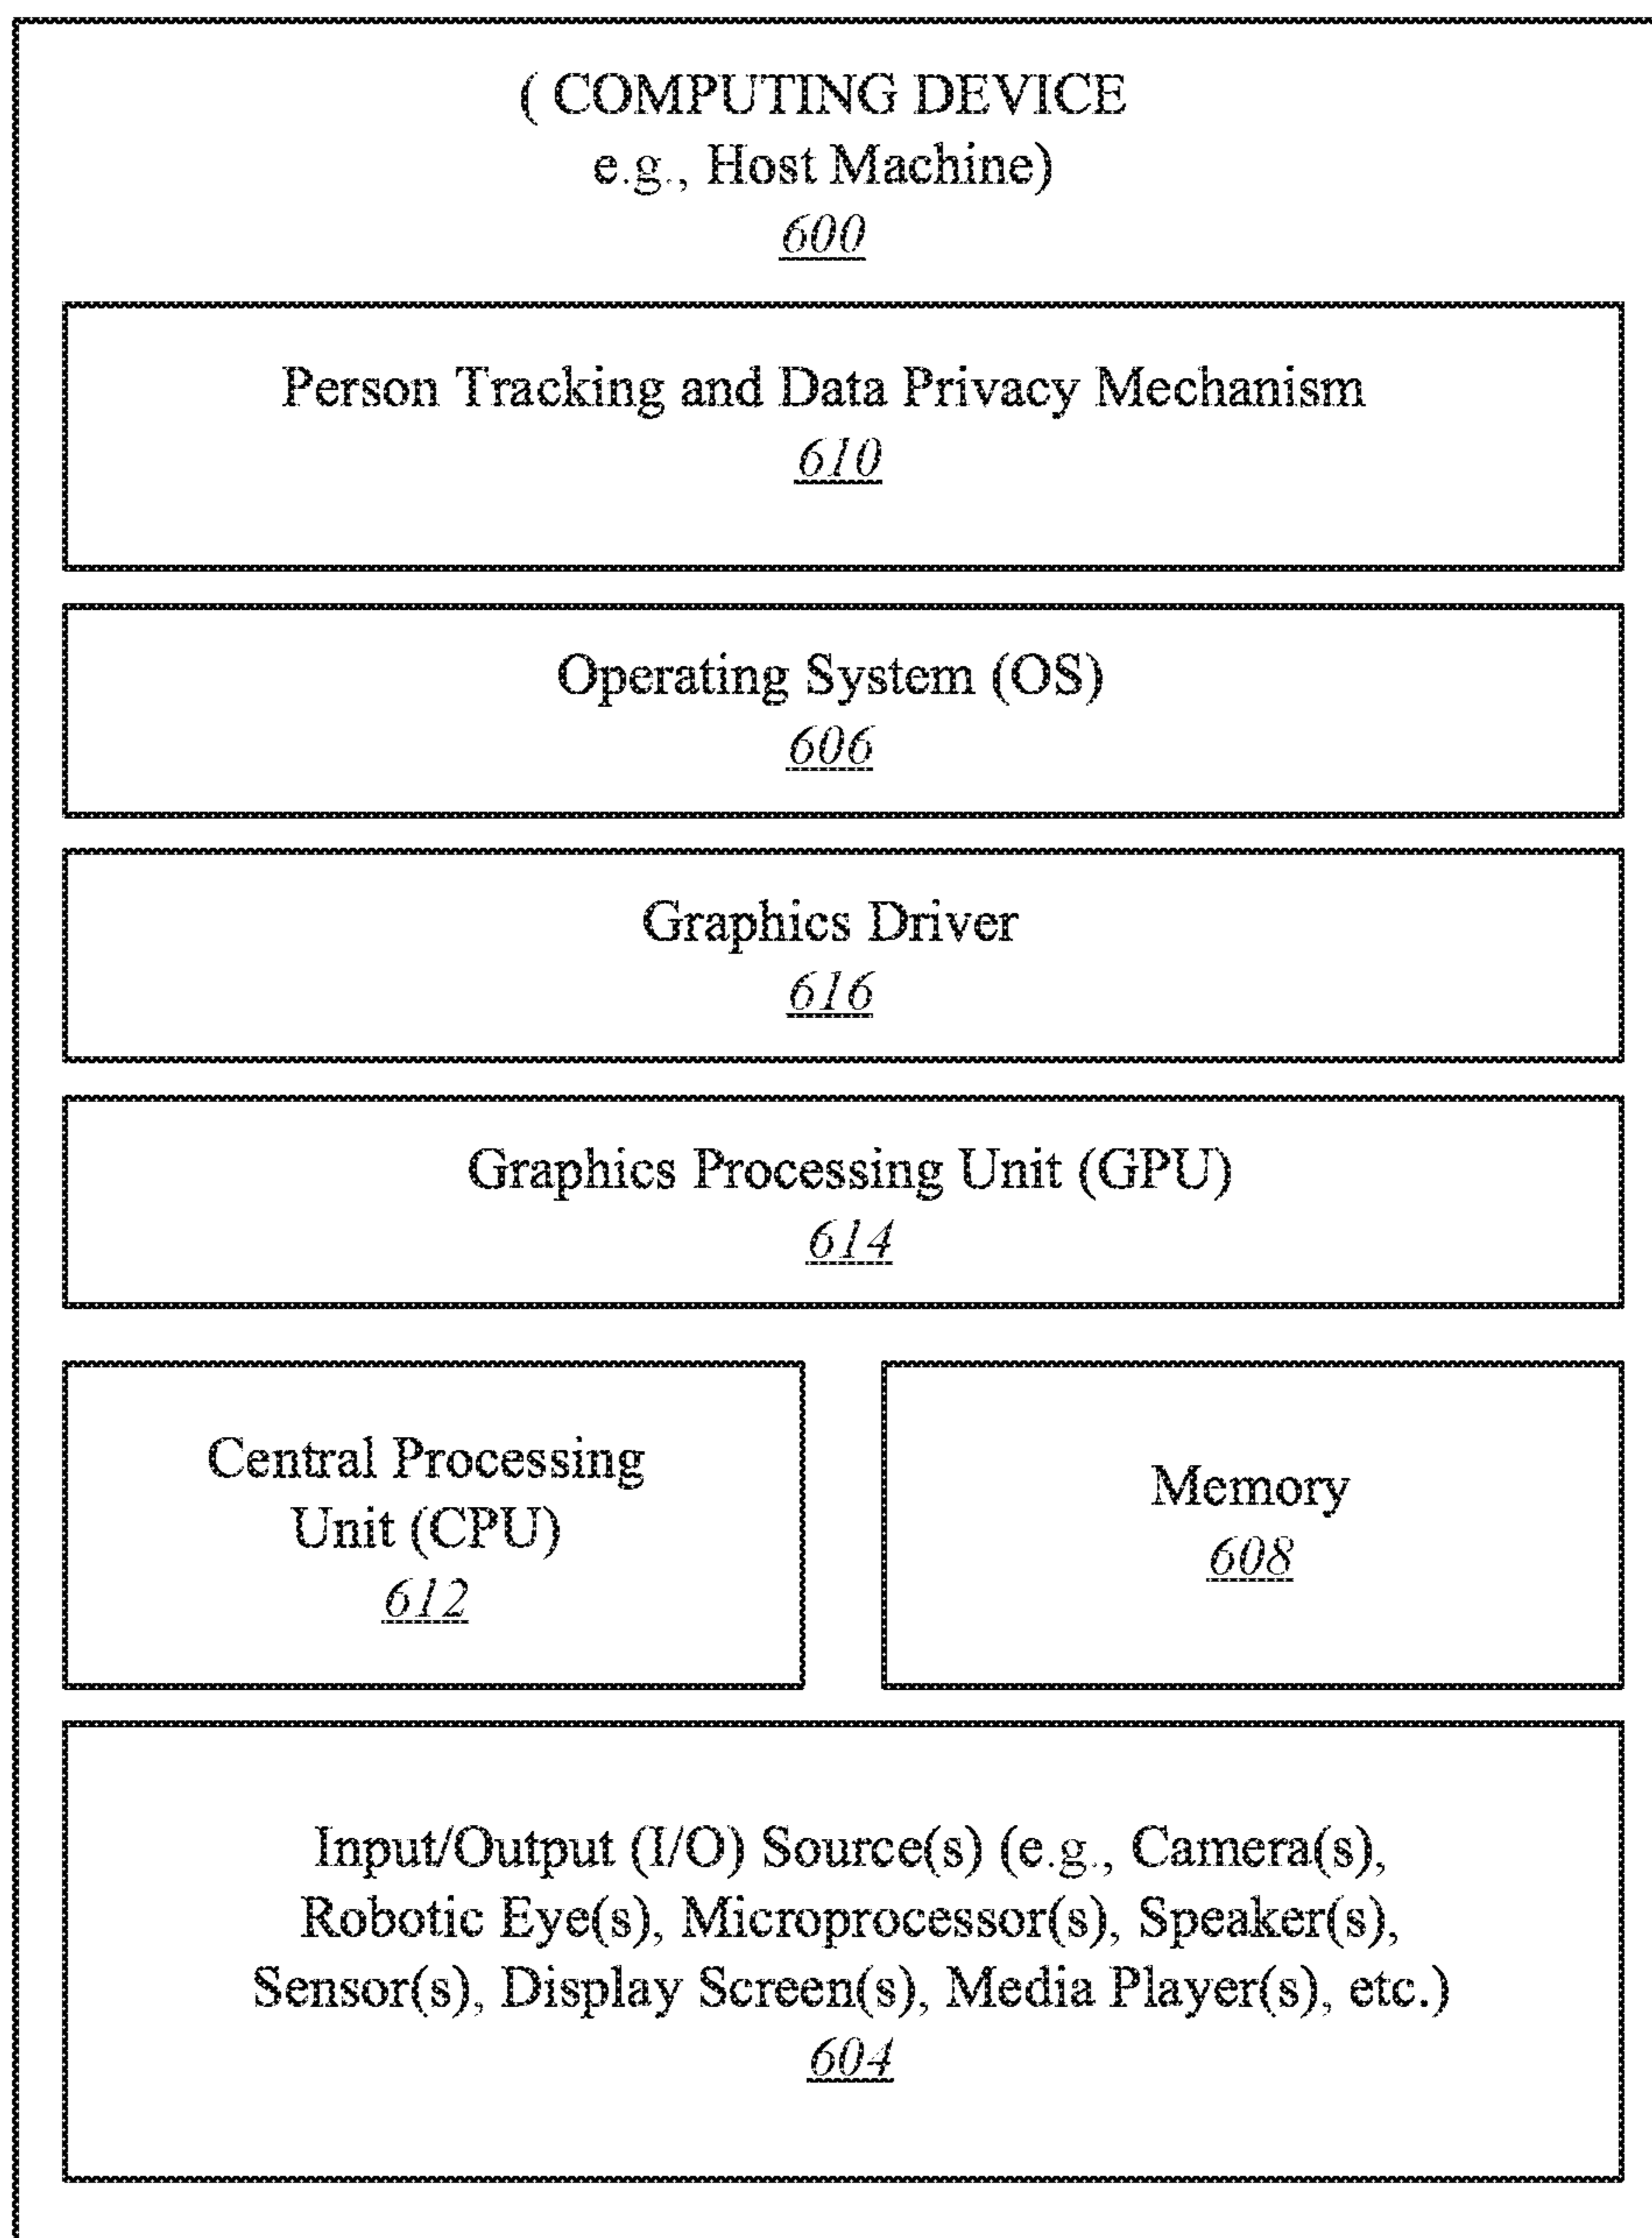 ( COMPUTING DEVICE
e.g., Host Machine)
600
Person Tracking and Data Privacy Mechanism
610
Operating System (OS)
606
Graphics Driver
616
Graphics Processing Unit (GPU)
614
Central Processing
Unit (CPU)
612
Memory
608
Input/Output (I/O) Source(s) (e.g., Camera(s),
Robotic Eye(s), Microprocessor(s), Speaker(s),
Sensor(s), Display Screen(s), Media Player(s), etc.)
604